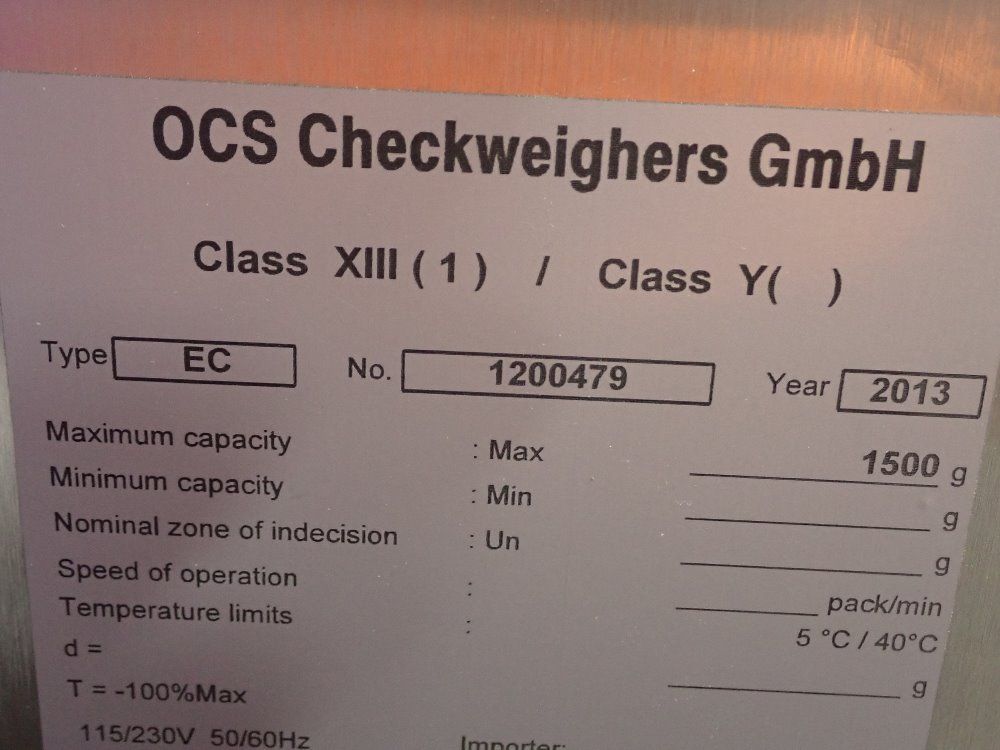 OCS Checkweighers GmbH
Class XIII ( 1 ) / Class Y( )
Type EC No. 1200479 Year 2013
Maximum capacity : Max 1500 g
Minimum capacity : Min g
Nominal zone of indecision : Un g
Speed of operation : pack/min
Temperature limits : 5 °C / 40°C
d = g
T = -100%Max
115/230V 50/60Hz Importer: